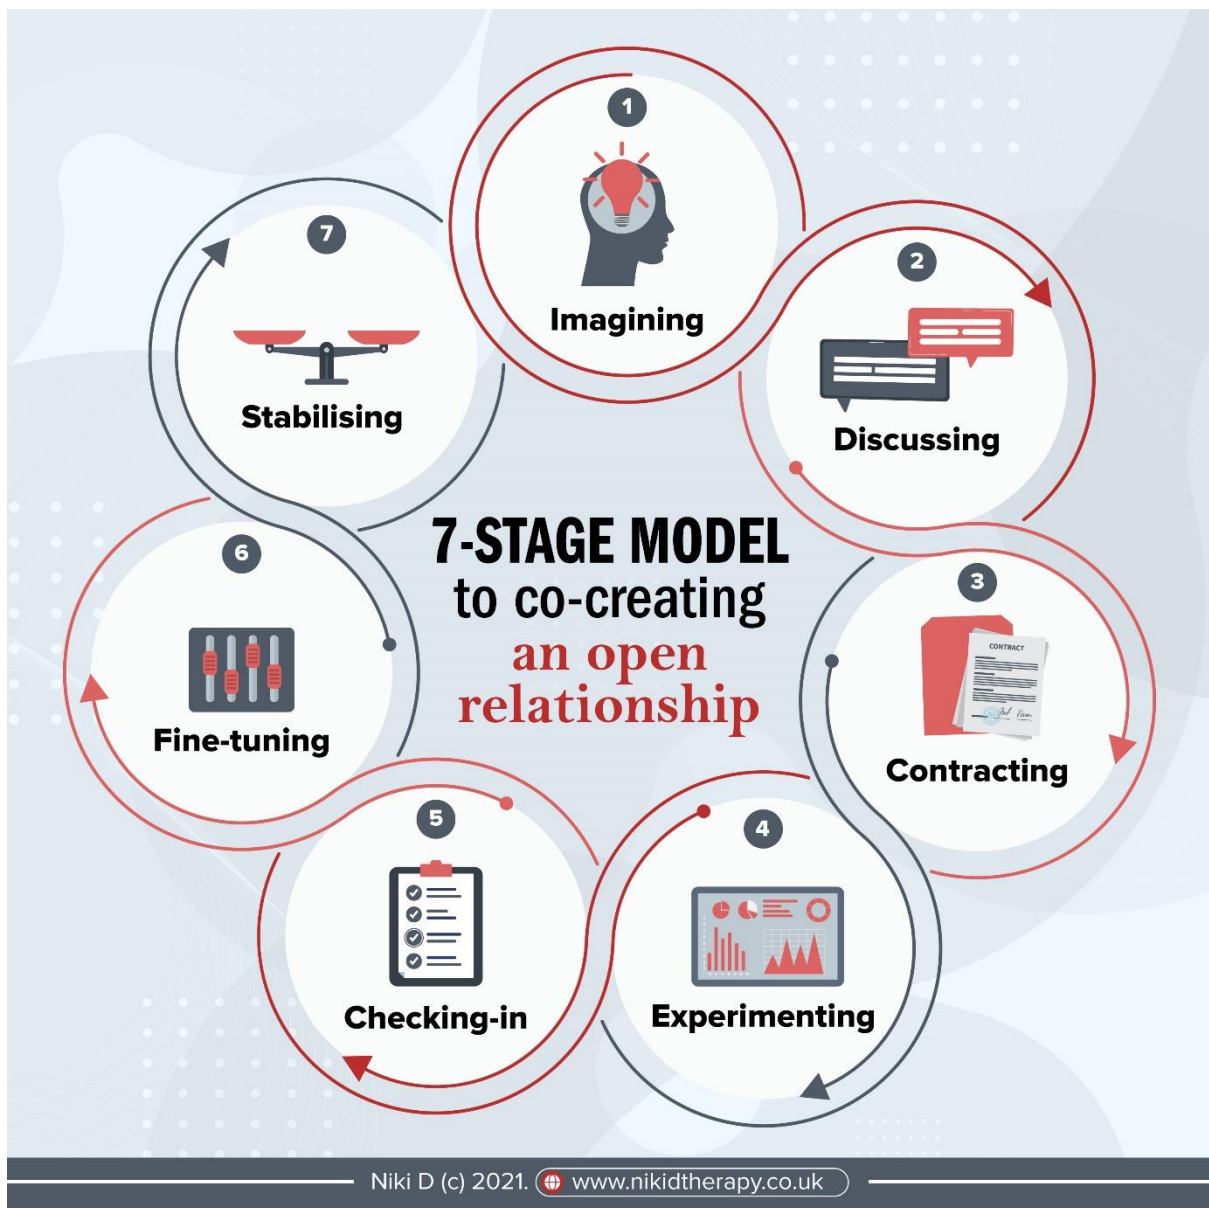 1
Imagining
2
Discussing
3
CONTRACT
Contracting
4
Experimenting
5
Checking-in
6
Fine-tuning
7
Stabilising
7-STAGE MODEL
to co-creating
an open
relationship
Niki D (c) 2021. www.nikidtherapy.co.uk